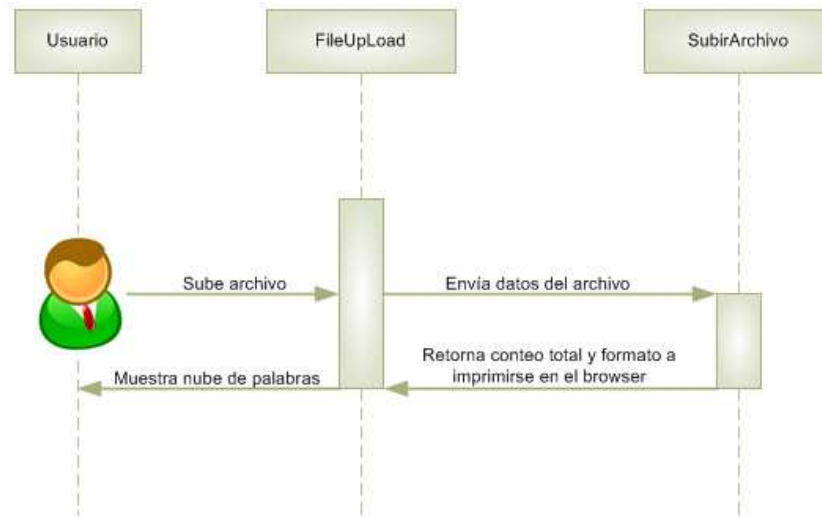 Usuario
FileUpLoad
SubirArchivo
Sube archivo
Envía datos del archivo
Retorna conteo total y formato a
imprimirse en el browser
Muestra nube de palabras